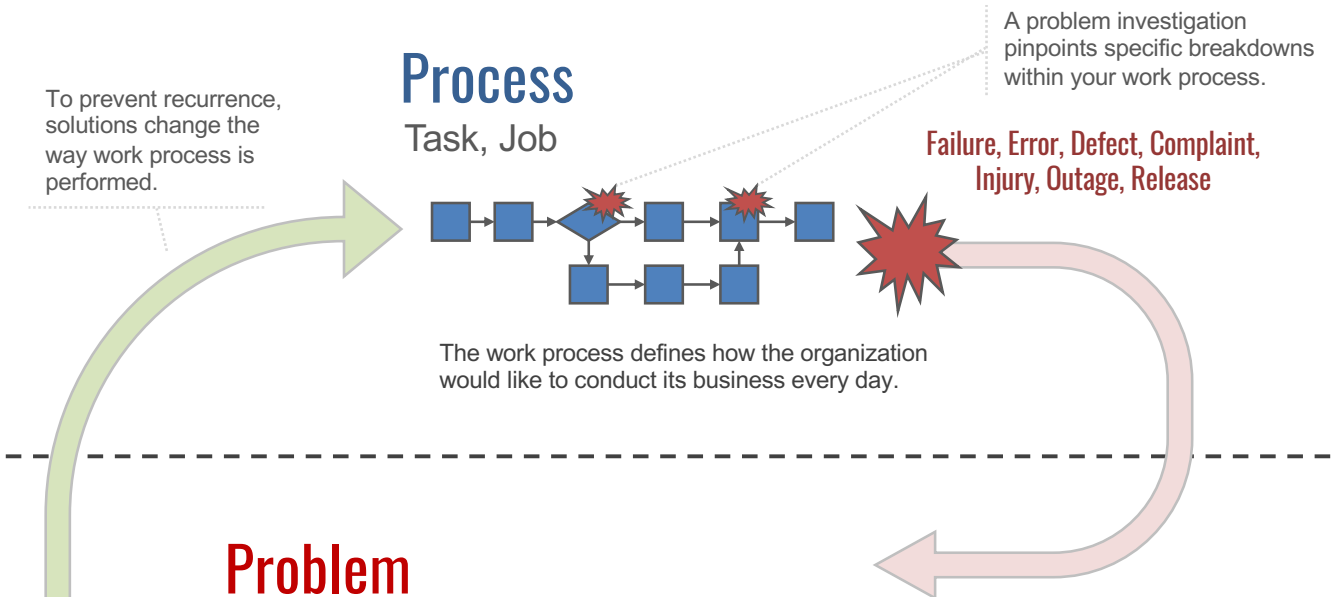 To prevent recurrence,
solutions change the
way work process is
performed.
Process
Task, Job
A problem investigation
pinpoints specific breakdowns
within your work process.
Failure, Error, Defect, Complaint,
Injury, Outage, Release
The work process defines how the organization
would like to conduct its business every day.
Problem